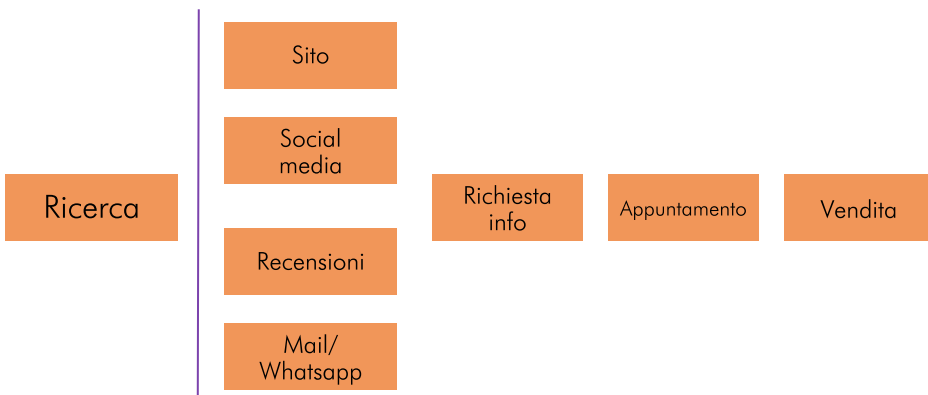 Ricerca
Sito
Social
media
Recensioni
Mail/
Whatsapp
Richiesta
info
Appuntamento
Vendita